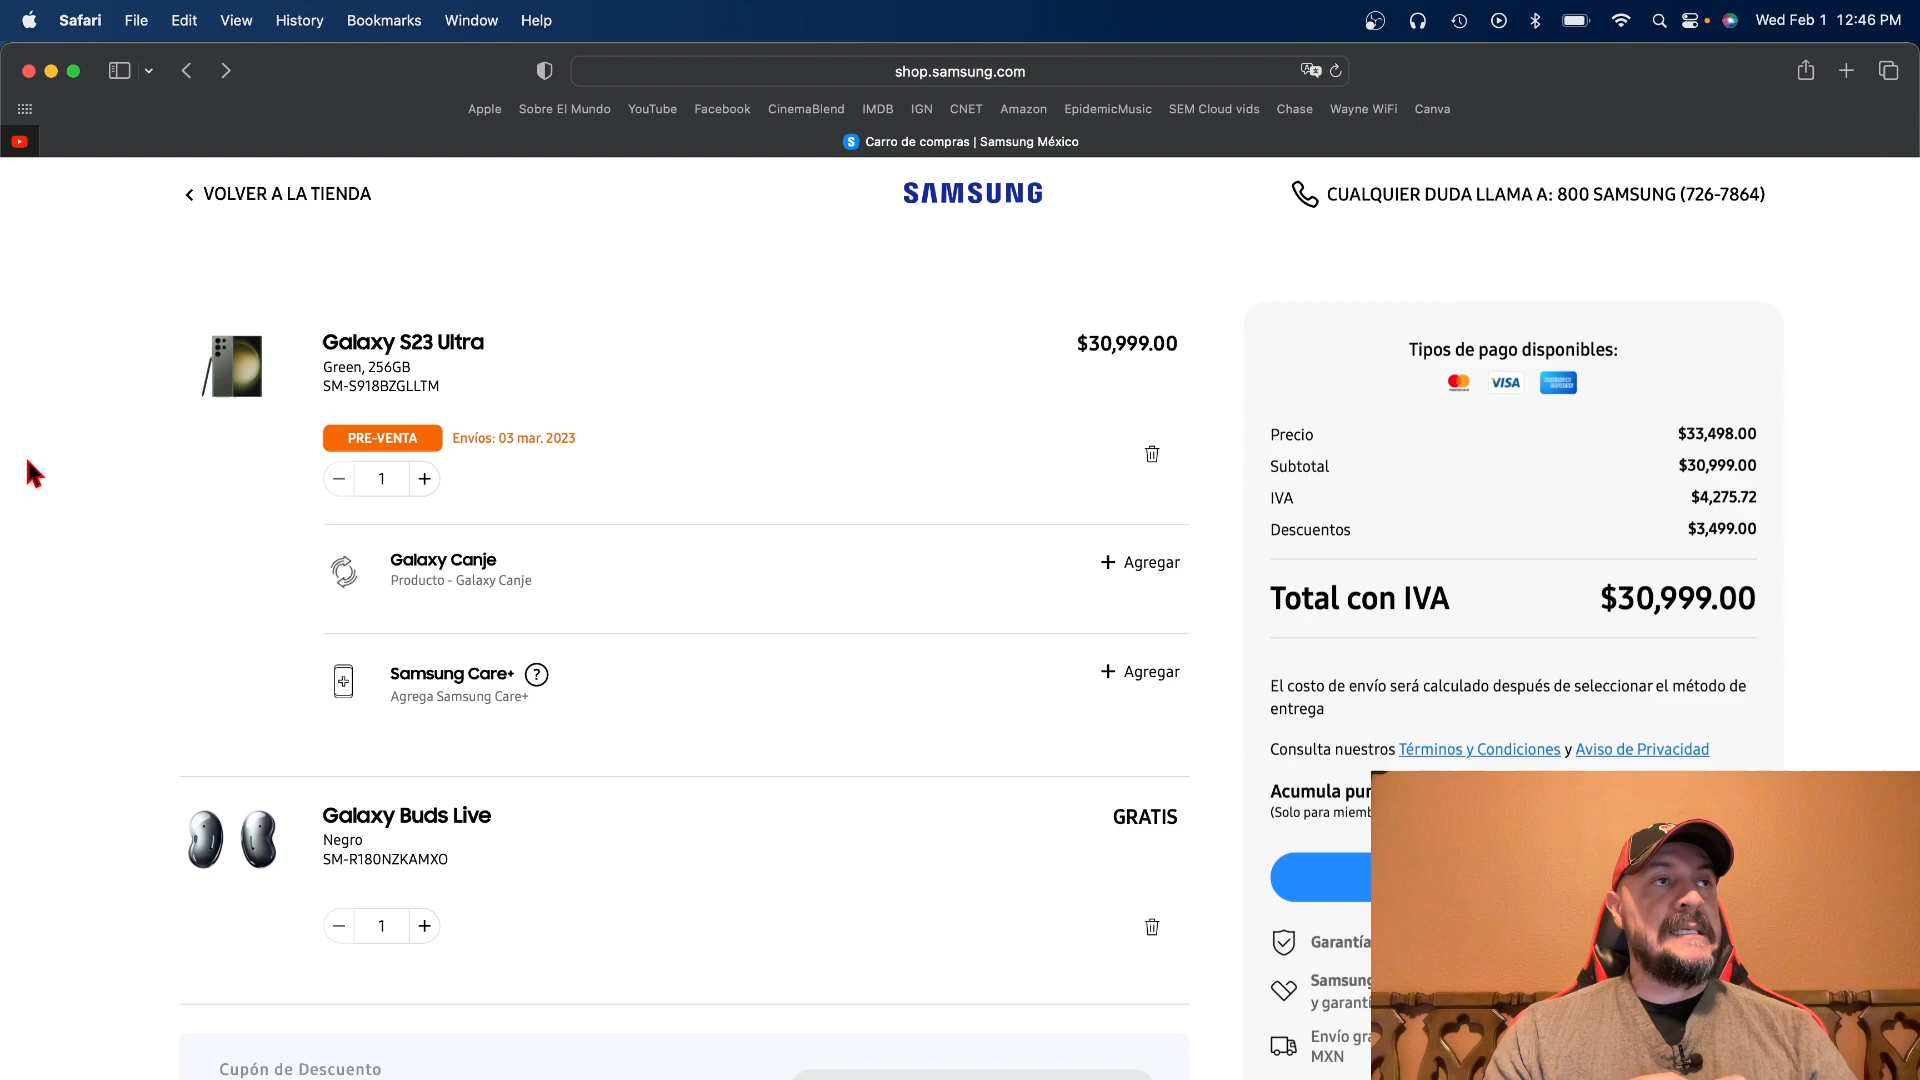 Safari File Edit View History Bookmarks Window Help Wed Feb 1 12:46 PM
shop.samsung.com
Apple Sobre El Mundo YouTube Facebook CinemaBlend IMDB IGN CNET Amazon EpidemicMusic SEM Cloud vids Chase Wayne WiFi Canva
S Carro de compras | Samsung México
VOLVER A LA TIENDA
SAMSUNG
CUALQUIER DUDA LLAMA A: 800 SAMSUNG (726-7864)
Galaxy S23 Ultra
$30,999.00
Green, 256GB
SM-S918BZGLLTM
PRE-VENTA Envíos: 03 mar. 2023
1
Galaxy Canje
Producto - Galaxy Canje
Agregar
Samsung Care+ ?
Agrega Samsung Care+
Agregar
Galaxy Buds Live
GRATIS
Negro
SM-R180NZKAMXO
1
Cupón de Descuento
Tipos de pago disponibles:
VISA
Precio $33,498.00
Subtotal $30,999.00
IVA $4,275.72
Descuentos $3,499.00
Total con IVA $30,999.00
El costo de envío será calculado después de seleccionar el método de
entrega
Consulta nuestros Términos y Condiciones y Aviso de Privacidad
Acumula
(Solo para
Garantía
Samsung
y
Envío
MXN